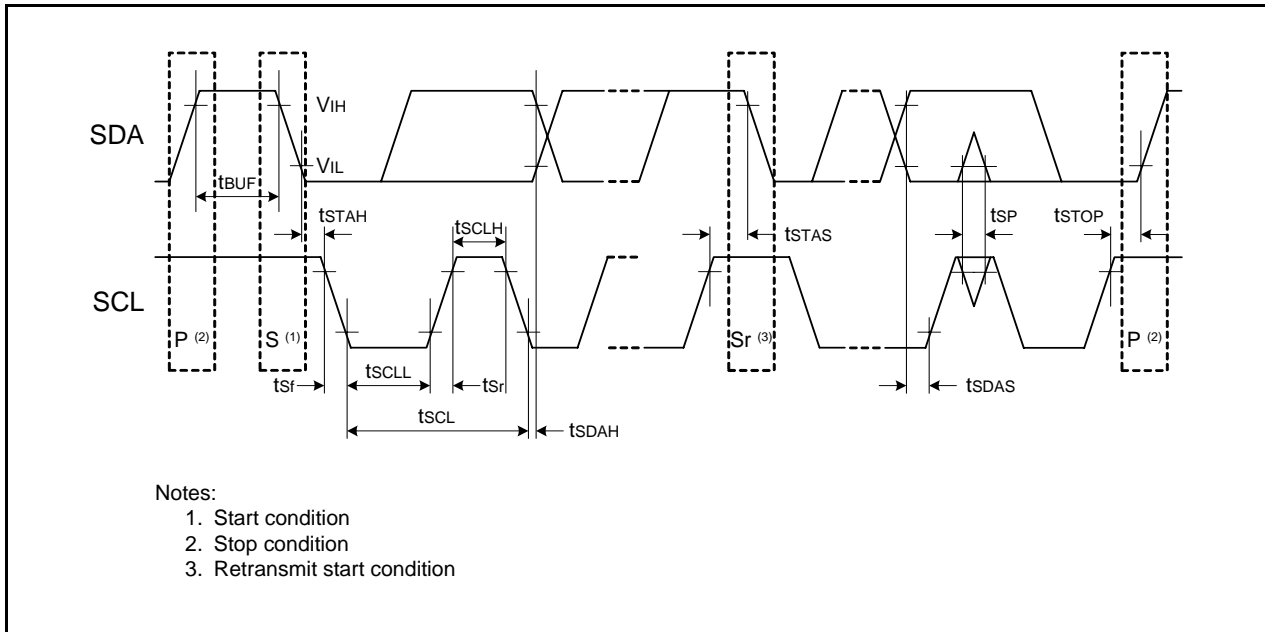 SDA
VIH
VIL
tBUF
tSTAH
tSCLH
tSTAS
tSP
tSTOP
SCL
P (2)
S (1)
Sr (3)
P (2)
tSf
tSCLL
tSr
tSDAS
tSCL
tSDAH
Notes:
1. Start condition
2. Stop condition
3. Retransmit start condition